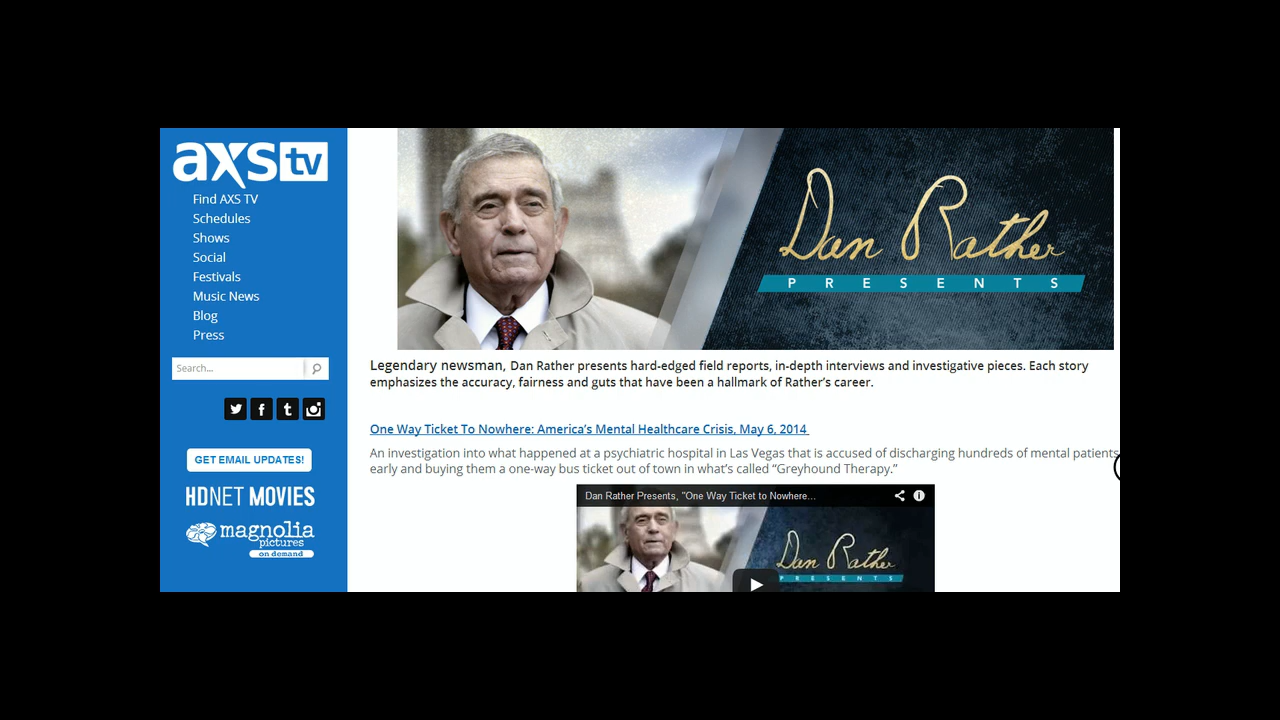 axs tv
Find AXS TV
Schedules
Shows
Social
Festivals
Music News
Blog
Press
Search...
GET EMAIL UPDATES!
HDNET MOVIES
magnolia
pictures
on demand
Dan Rather
PRESENTS
Legendary newsman, Dan Rather presents hard-edged field reports, in-depth interviews and investigative pieces. Each story
emphasizes the accuracy, fairness and guts that have been a hallmark of Rather’s career.
One Way Ticket To Nowhere: America’s Mental Healthcare Crisis, May 6, 2014
An investigation into what happened at a psychiatric hospital in Las Vegas that is accused of discharging hundreds of mental patients
early and buying them a one-way bus ticket out of town in what’s called “Greyhound Therapy.”
Dan Rather Presents, "One Way Ticket to Nowhere...
Dan Rather
PRESENTS